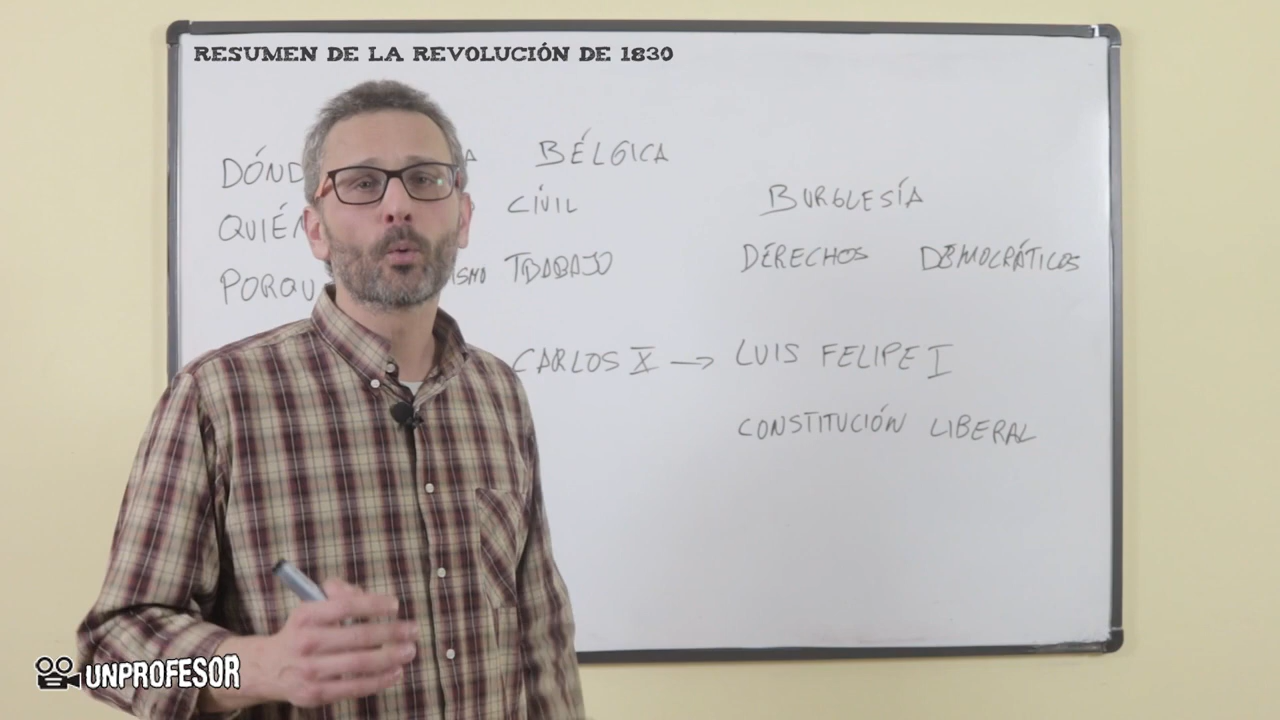 RESUMEN DE LA REVOLUCIÓN DE 1830
BÉLGICA
CIVIL BURGUESÍA
TRABAJO DERECHOS DEMOCRÁTICOS
CARLOS X → LUIS FELIPE I
CONSTITUCIÓN LIBERAL
UNPROFESOR